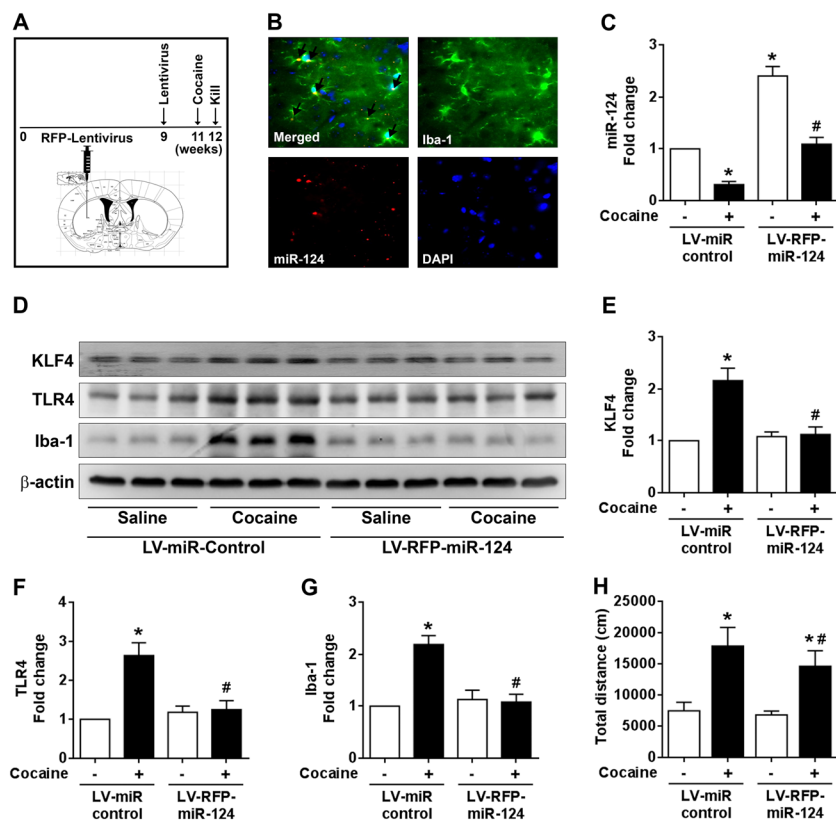 A
Lentivirus
Cocaine
Kill
0 RFP-Lentivirus 9 11 12
(weeks)
B
Merged
Iba-1
miR-124
DAPI
C
miR-124
Fold change
3
2
1
0
*
*
*
#
Cocaine - + - +
LV-miR LV-RFP-
control miR-124
D
KLF4
TLR4
Iba-1
β-actin
Saline Cocaine Saline Cocaine
LV-miR-Control LV-RFP-miR-124
E
KLF4
Fold change
3
2
1
0
*
#
Cocaine - + - +
LV-miR LV-RFP-
control miR-124
F
TLR4
Fold change
4
3
2
1
0
*
#
Cocaine - + - +
LV-miR LV-RFP-
control miR-124
G
Iba-1
Fold change
3
2
1
0
*
#
Cocaine - + - +
LV-miR LV-RFP-
control miR-124
H
Total distance (cm)
25000
20000
15000
10000
5000
0
*
*#
Cocaine - + - +
LV-miR LV-RFP-
control miR-124